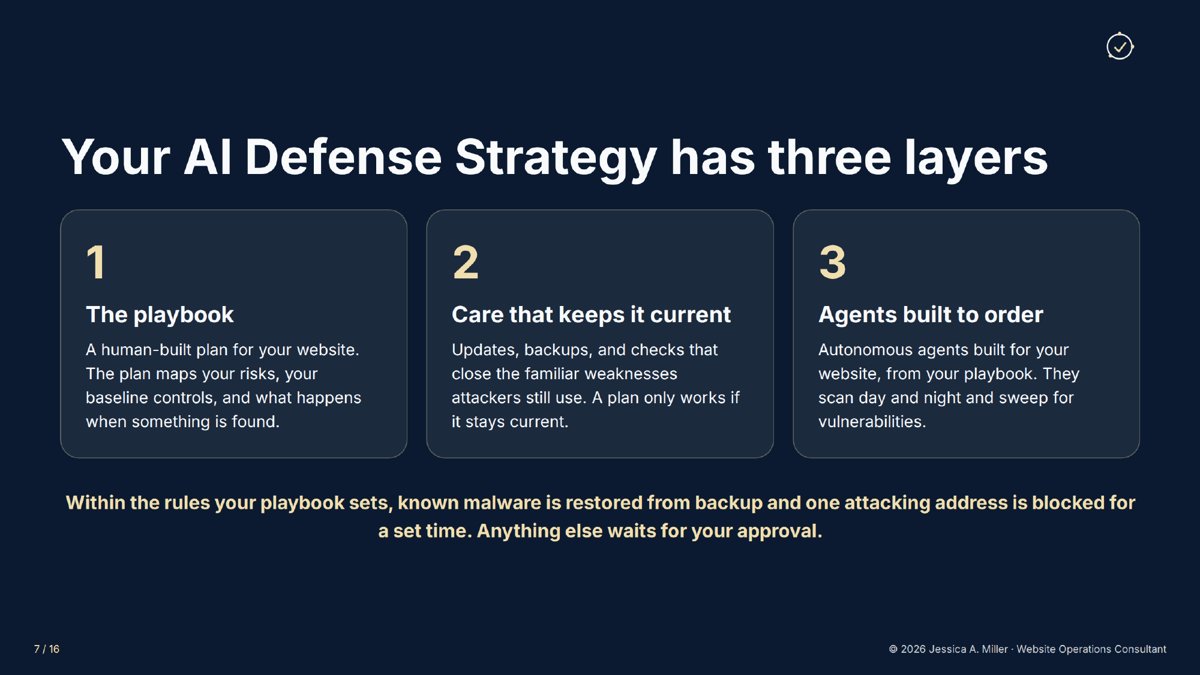 Your AI Defense Strategy has three layers
1
The playbook
A human-built plan for your website.
The plan maps your risks, your
baseline controls, and what happens
when something is found.
2
Care that keeps it current
Updates, backups, and checks that
close the familiar weaknesses
attackers still use. A plan only works if
it stays current.
3
Agents built to order
Autonomous agents built for your
website, from your playbook. They
scan day and night and sweep for
vulnerabilities.
Within the rules your playbook sets, known malware is restored from backup and one attacking address is blocked for
a set time. Anything else waits for your approval.
7 / 16
© 2026 Jessica A. Miller · Website Operations Consultant